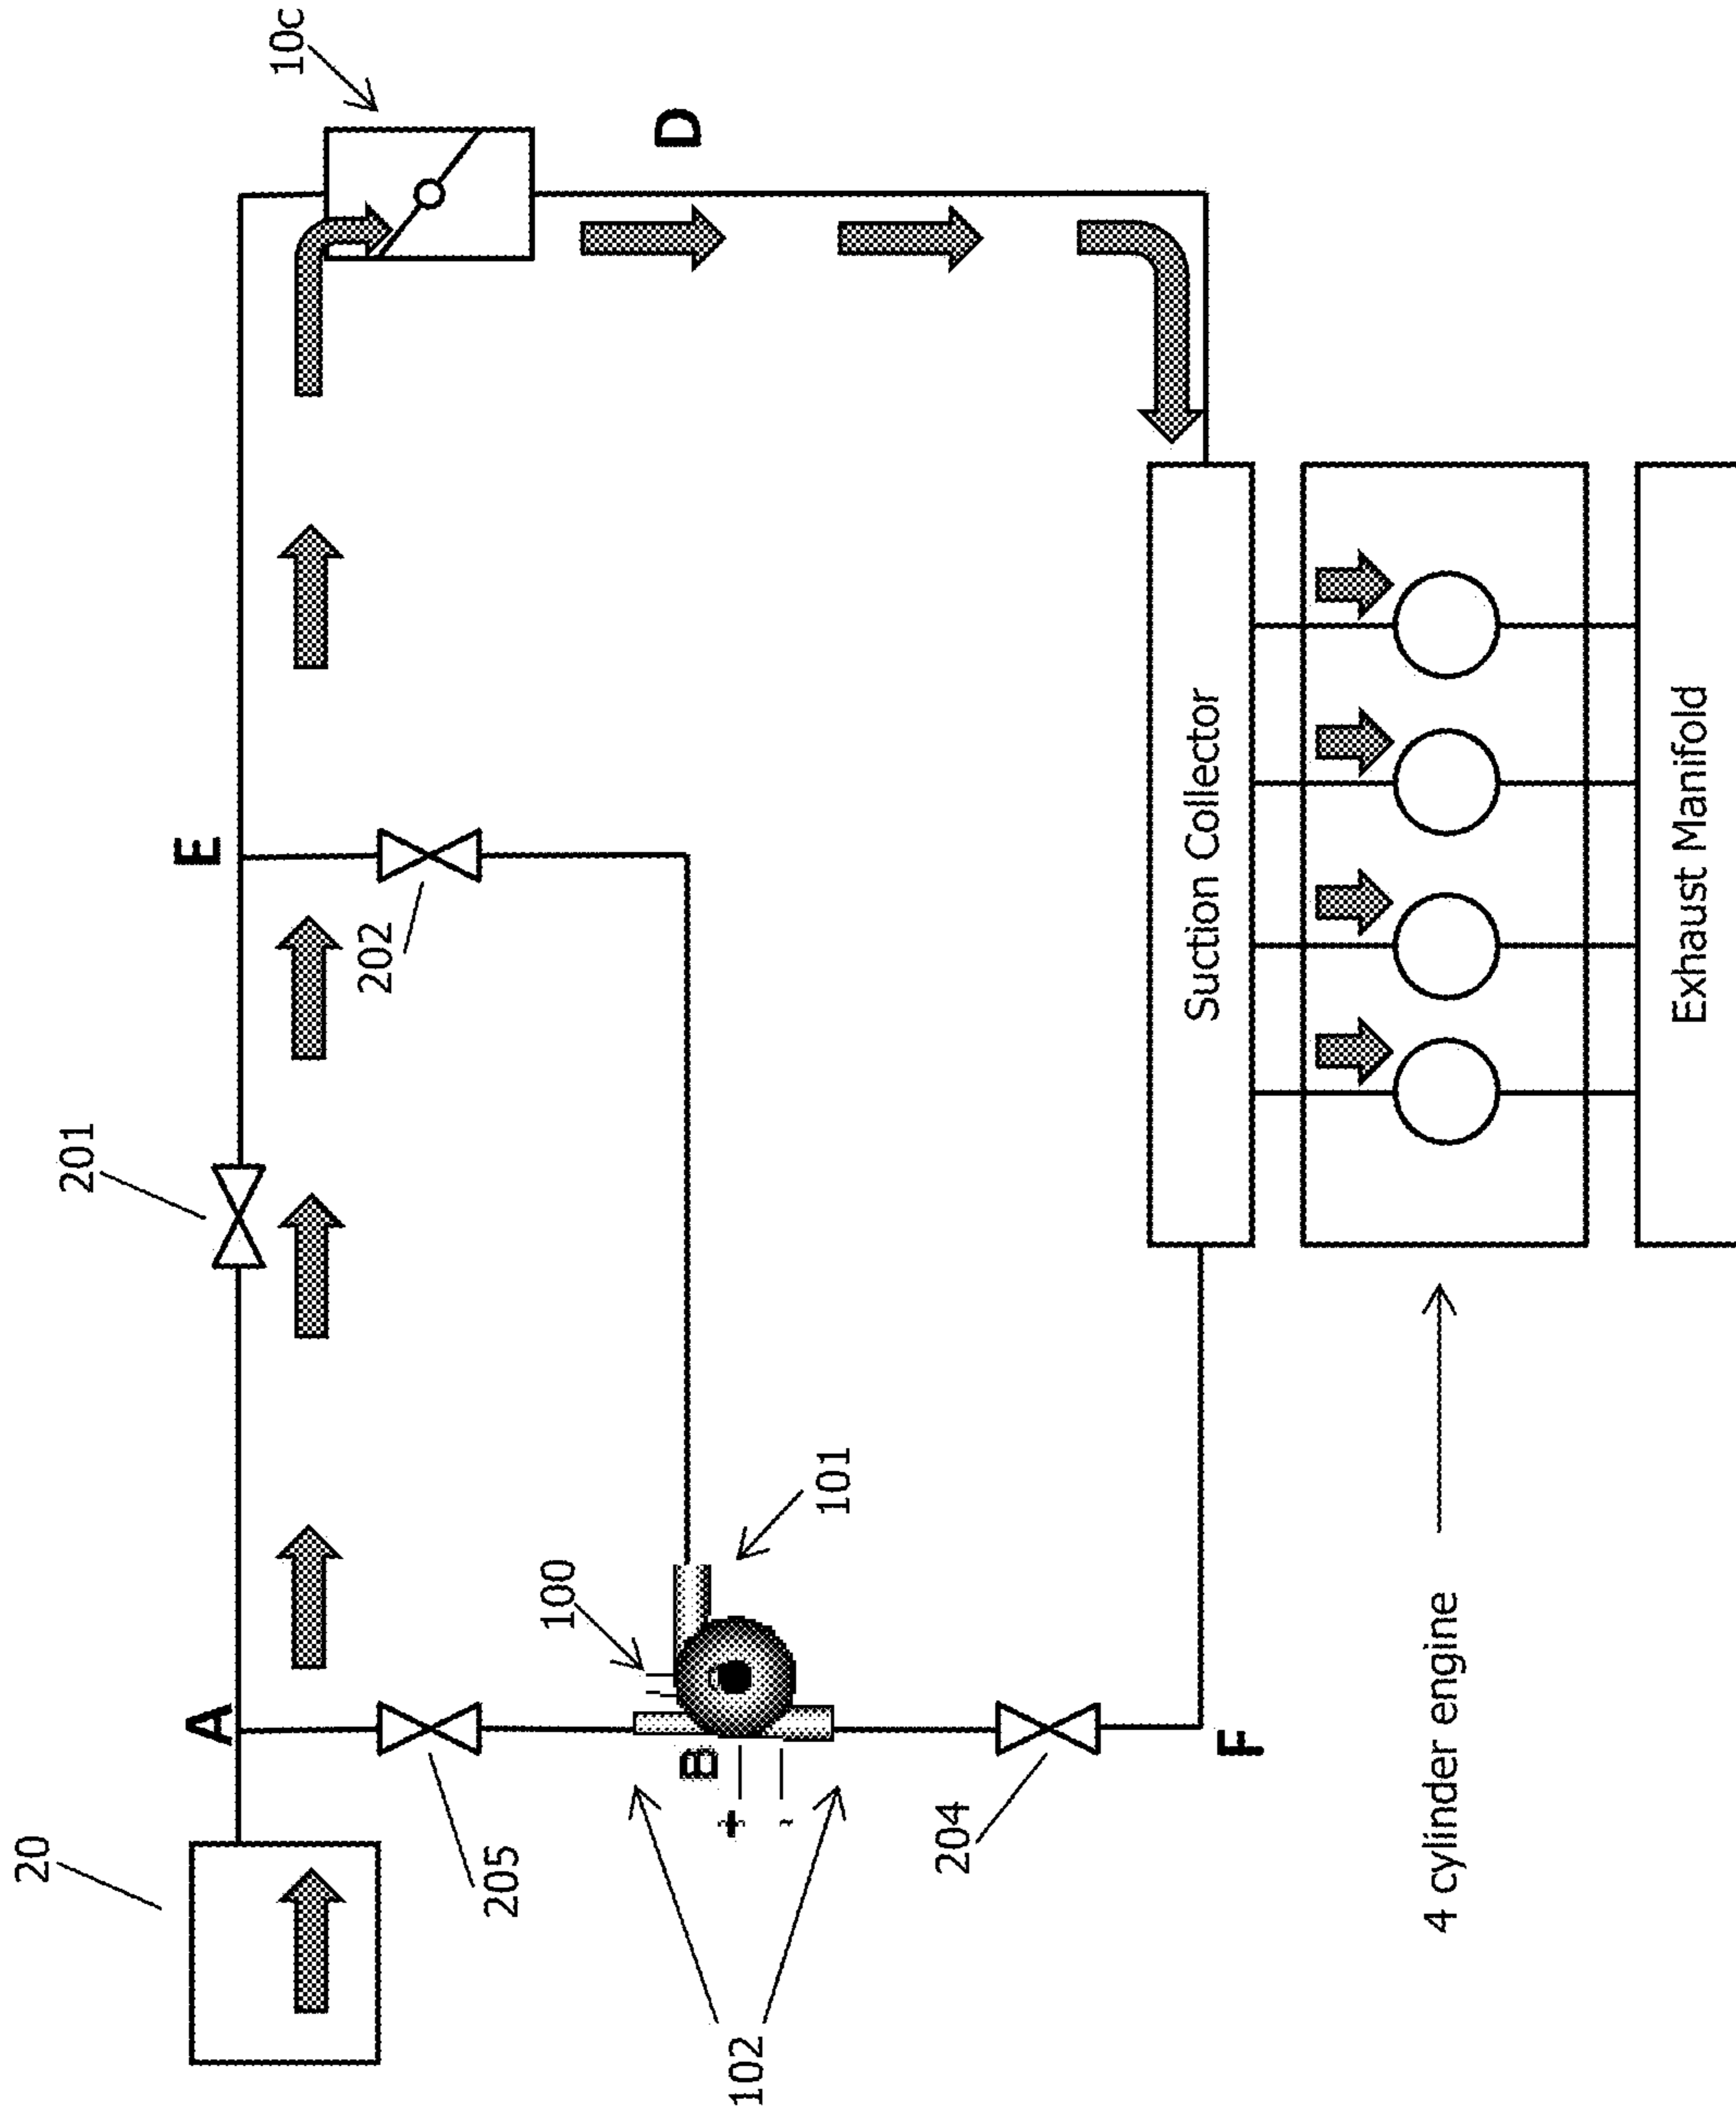 20
201
A
E
10c
202
205
100
D
B
+
-
102
101
204
Suction Collector
F
4 cylinder engine
Exhaust Manifold